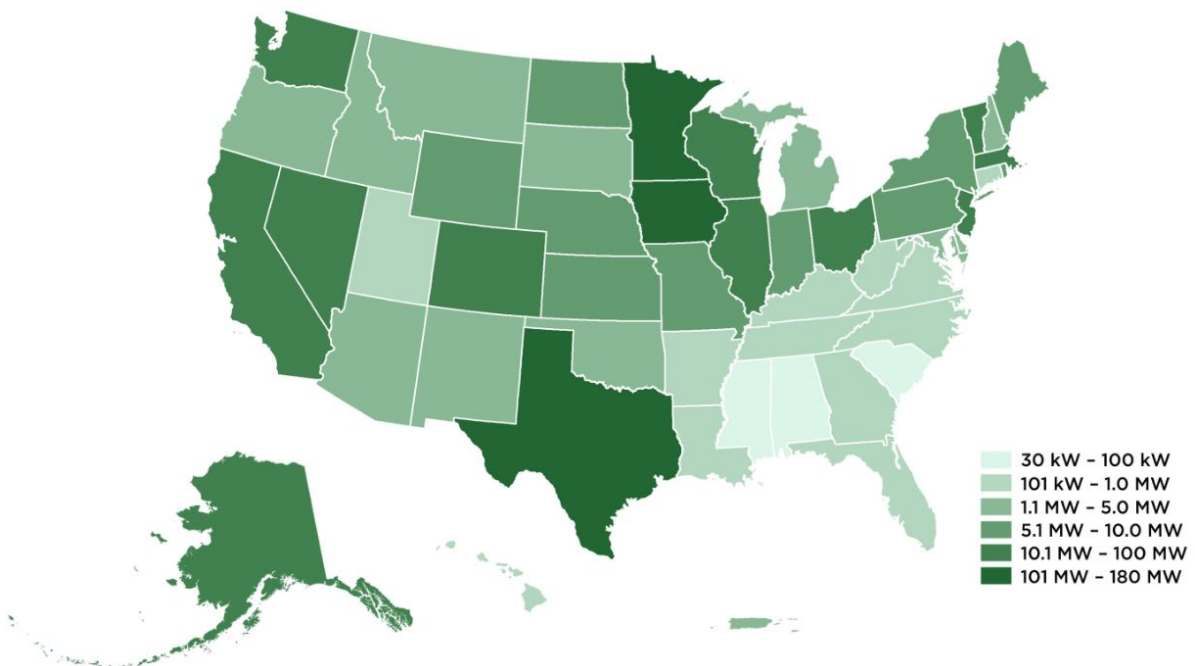 30 kW – 100 kW
101 kW – 1.0 MW
1.1 MW – 5.0 MW
5.1 MW – 10.0 MW
10.1 MW – 100 MW
101 MW – 180 MW